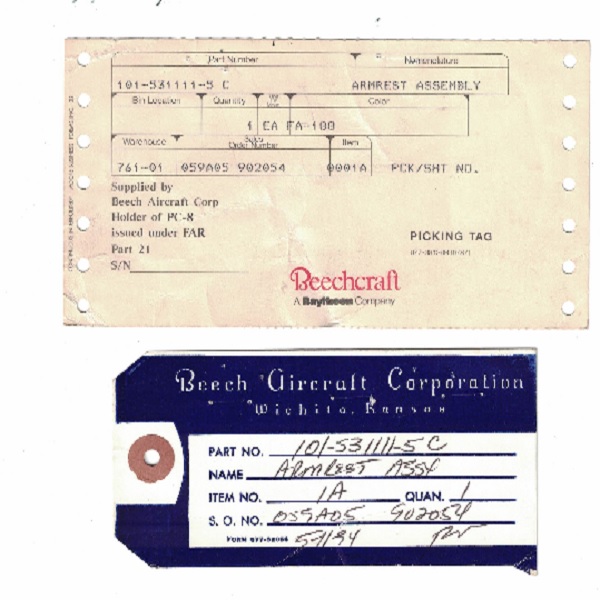 Part Number Nomenclature
101-531111-5 C ARMREST ASSEMBLY
Bin Location Quantity Color
1 EA FA-100
Warehouse Sales Order Number Item
761-01 059A05 902054 0001A PCK/SHT NO.
Supplied by
Beech Aircraft Corp
Holder of PC-8
issued under FAR
Part 21
S/N
PICKING TAG
Beechcraft
A Raytheon Company
Beech Aircraft Corporation
Wichita, Kansas
PART NO. 101-531111-5 C
NAME ARMREST ASSY
ITEM NO. 1A QUAN. 1
S. O. NO. 059A05 902054